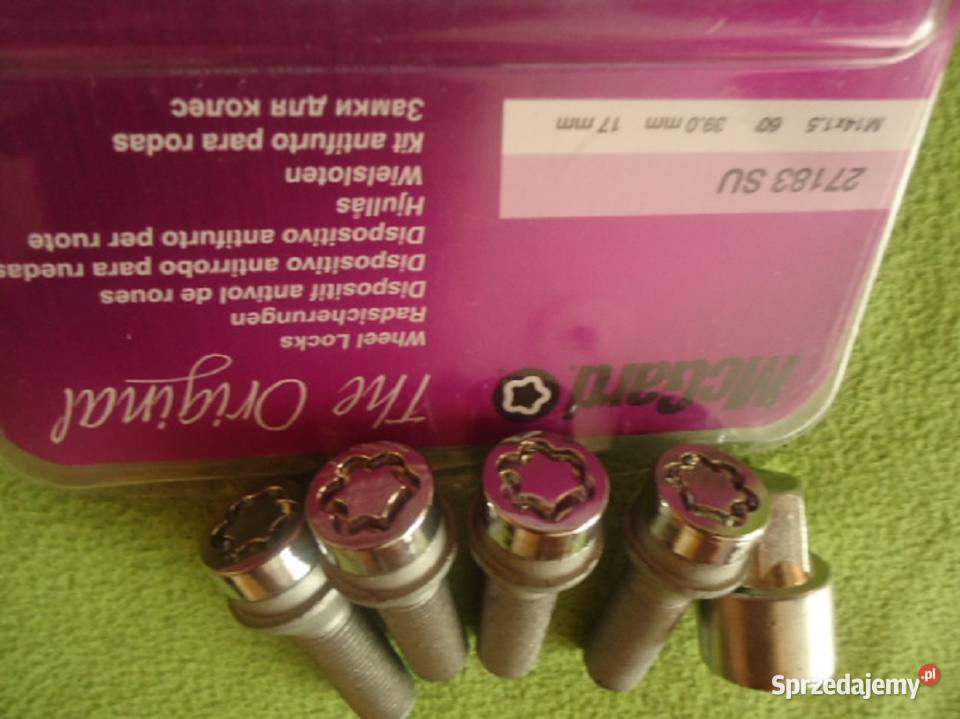 McGard The Original
Wheel Locks
Radsicherungen
Dispositif antivol de roues
Dispositivo antirrobo para ruedas
Dispositivo antifurto per ruote
Hjullås
Wielsloten
Kit antifurto para rodas
Замки для колес
27183 SU
M14x1.5 60° 39.0 mm 17 mm
Sprzedajemy.pl